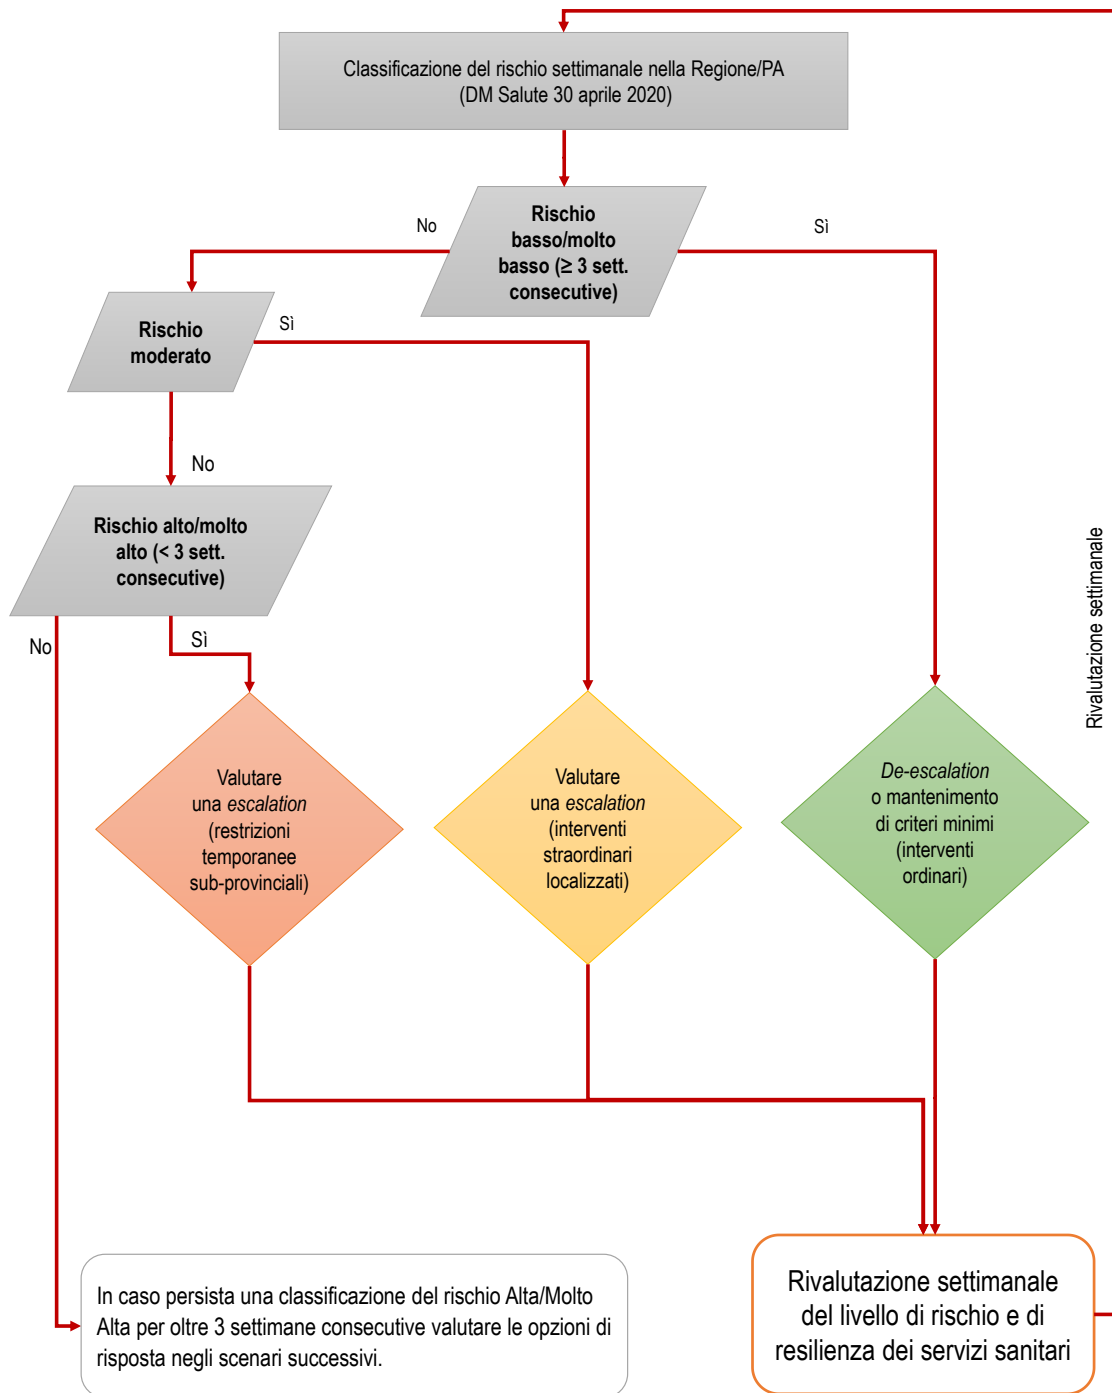 Classificazione del rischio settimanale nella Regione/PA
(DM Salute 30 aprile 2020)
Rischio
basso/molto
basso (≥ 3 sett.
consecutive)
No
Sì
Rischio
moderato
Sì
No
Rischio alto/molto
alto (< 3 sett.
consecutive)
No
Sì
Valutare
una escalation
(restrizioni
temporanee
sub-provinciali)
Valutare
una escalation
(interventi
straordinari
localizzati)
De-escalation
o mantenimento
di criteri minimi
(interventi
ordinari)
Rivalutazione settimanale
In caso persista una classificazione del rischio Alta/Molto
Alta per oltre 3 settimane consecutive valutare le opzioni di
risposta negli scenari successivi.
Rivalutazione settimanale
del livello di rischio e di
resilienza dei servizi sanitari